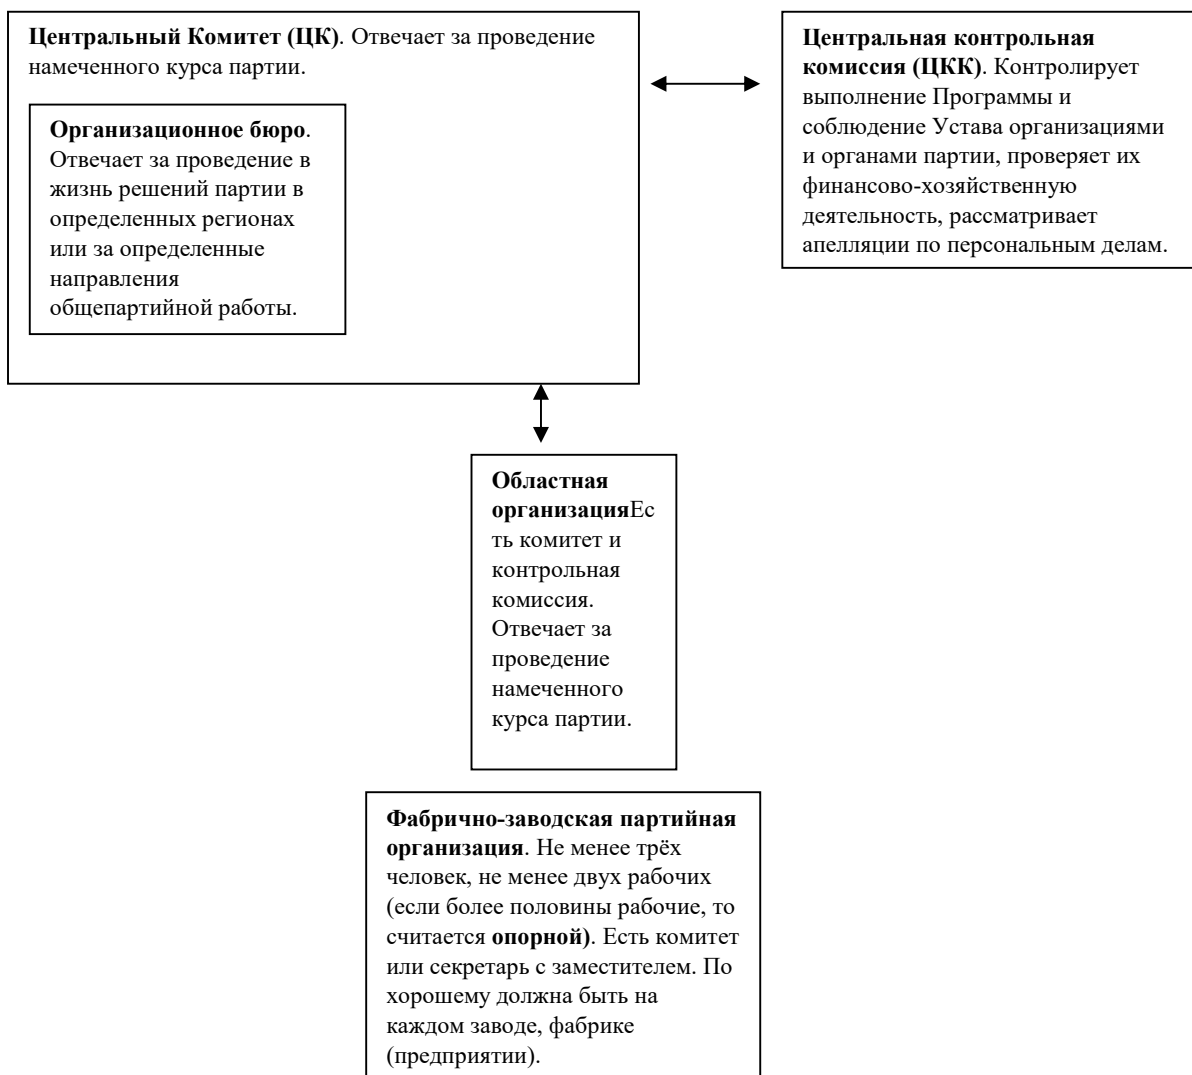 Центральный Комитет (ЦК). Отвечает за проведение
намеченного курса партии.
Организационное бюро.
Отвечает за проведение в
жизнь решений партии в
определенных регионах
или за определенные
направления
общепартийной работы.
Центральная контрольная
комиссия (ЦКК). Контролирует
выполнение Программы и
соблюдение Устава организациями
и органами партии, проверяет их
финансово-хозяйственную
деятельность, рассматривает
апелляции по персональным делам.
Областная
организацияЕс
ть комитет и
контрольная
комиссия.
Отвечает за
проведение
намеченного
курса партии.
Фабрично-заводская партийная
организация. Не менее трёх
человек, не менее двух рабочих
(если более половины рабочие, то
считается опорной). Есть комитет
или секретарь с заместителем. По
хорошему должна быть на
каждом заводе, фабрике
(предприятии).